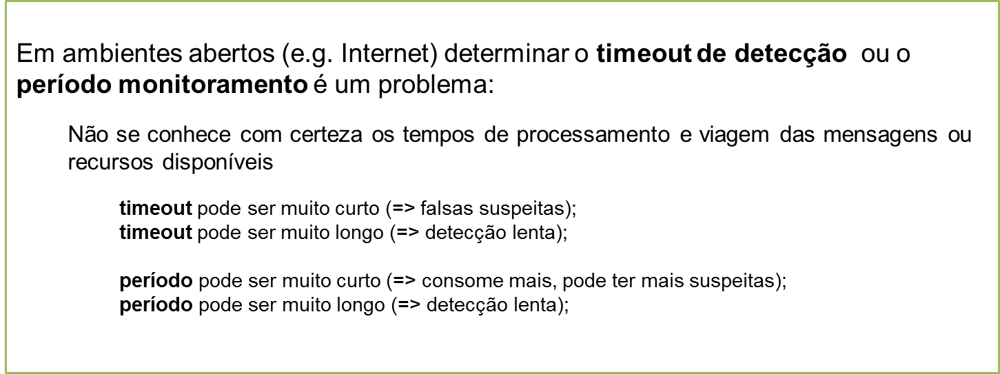 Em ambientes abertos (e.g. Internet) determinar o timeout de detecção ou o
período monitoramento é um problema:
Não se conhece com certeza os tempos de processamento e viagem das mensagens ou
recursos disponíveis
timeout pode ser muito curto (=> falsas suspeitas);
timeout pode ser muito longo (=> detecção lenta);
período pode ser muito curto (=> consome mais, pode ter mais suspeitas);
período pode ser muito longo (=> detecção lenta);